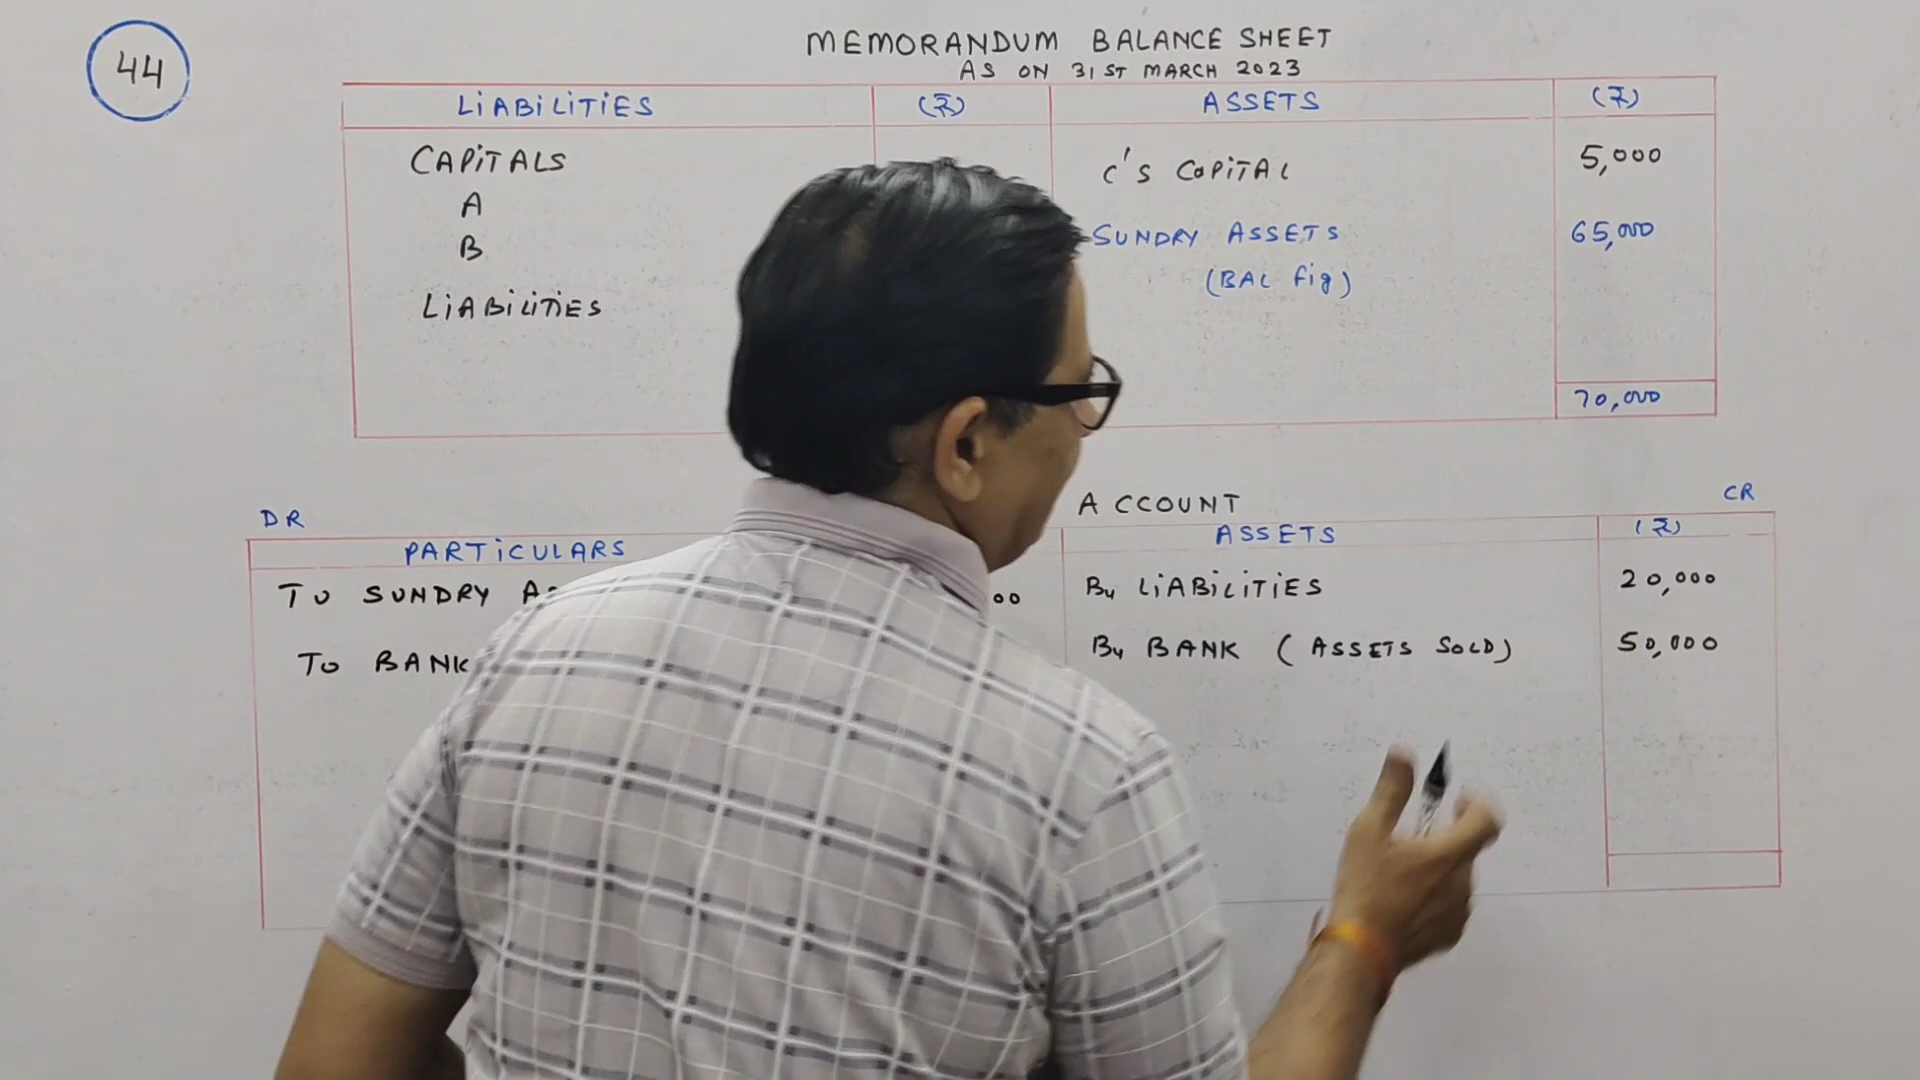 44
MEMORANDUM BALANCE SHEET
AS ON 31ST MARCH 2023
LIABILITIES (₹) ASSETS (₹)
CAPITALS
A
B
LIABILITIES
C'S CAPITAL 5,000
SUNDRY ASSETS 65,000
(BAL fig)
70,000
DR ACCOUNT CR
PARTICULARS ASSETS (₹)
TO SUNDRY By LIABILITIES 20,000
TO BANK By BANK (ASSETS SOLD) 50,000